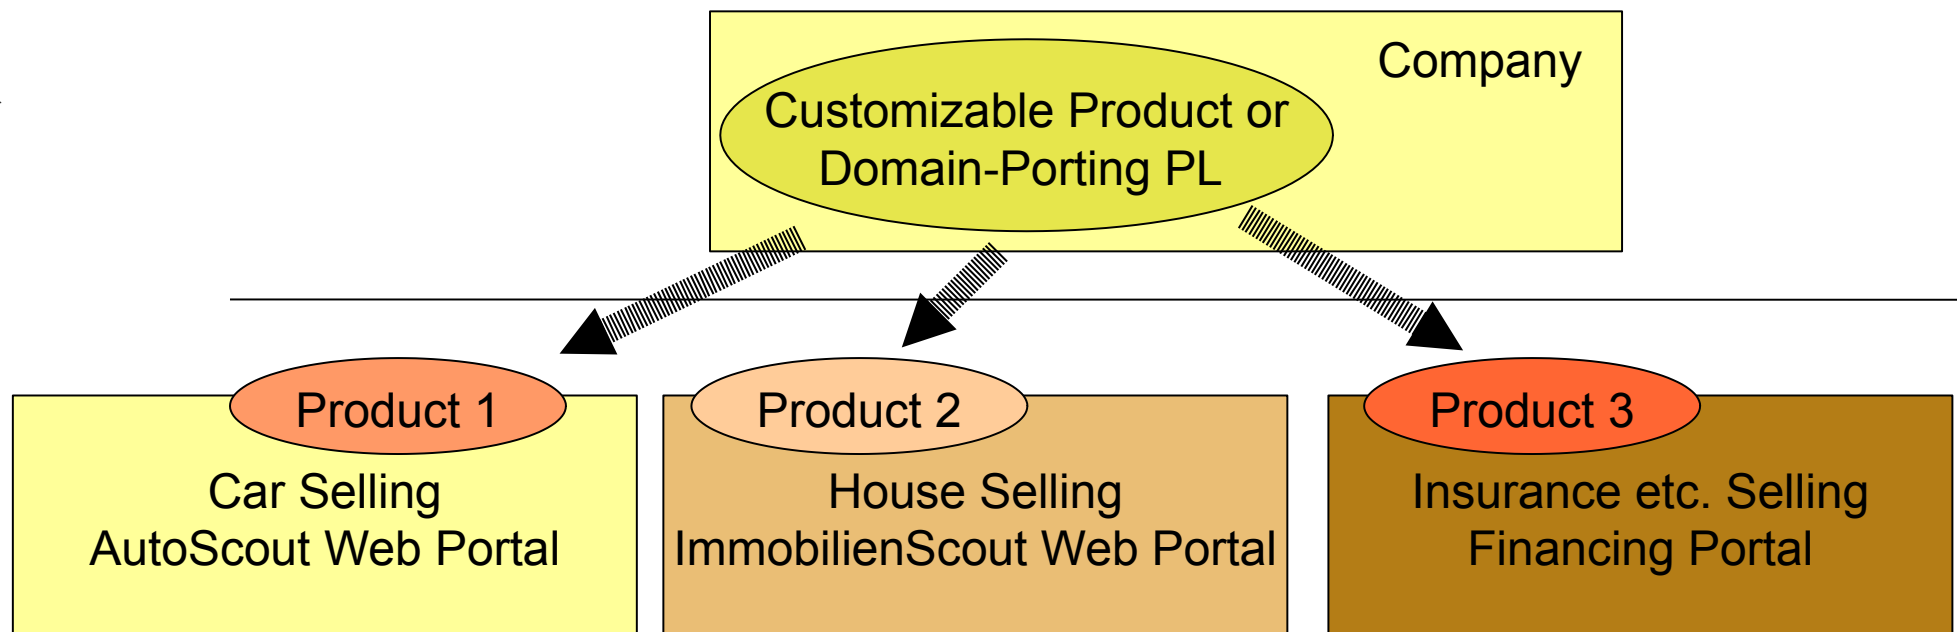 Company
Customizable Product or
Domain-Porting PL
Product 1
Product 2
Product 3
Car Selling
AutoScout Web Portal
House Selling
ImmobilienScout Web Portal
Insurance etc. Selling
Financing Portal